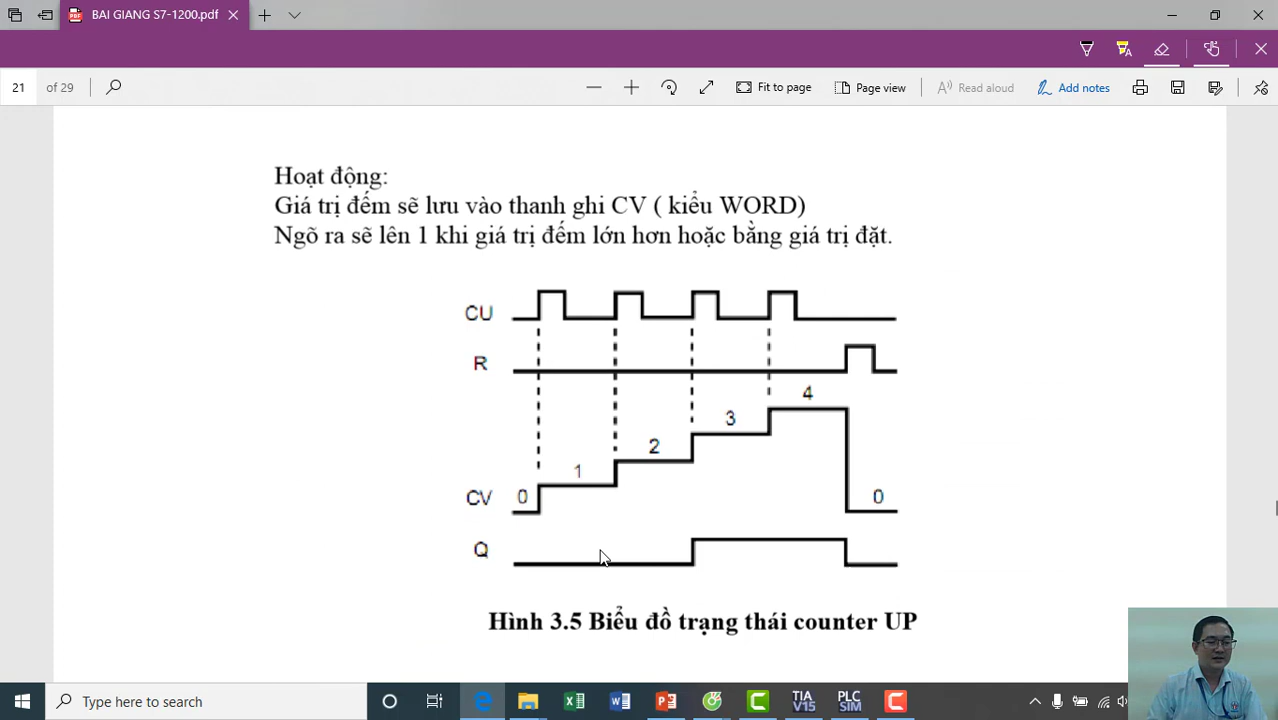 BAI GIANG S7-1200.pdf
21 of 29
Fit to page
Page view
Read aloud
Add notes
Hoạt động:
Giá trị đếm sẽ lưu vào thanh ghi CV ( kiểu WORD)
Ngõ ra sẽ lên 1 khi giá trị đếm lớn hơn hoặc bằng giá trị đặt.
CU
R
4
3
2
1
CV 0 0
Q
Hình 3.5 Biểu đồ trạng thái counter UP
Type here to search
TIA V15
PLC SIM